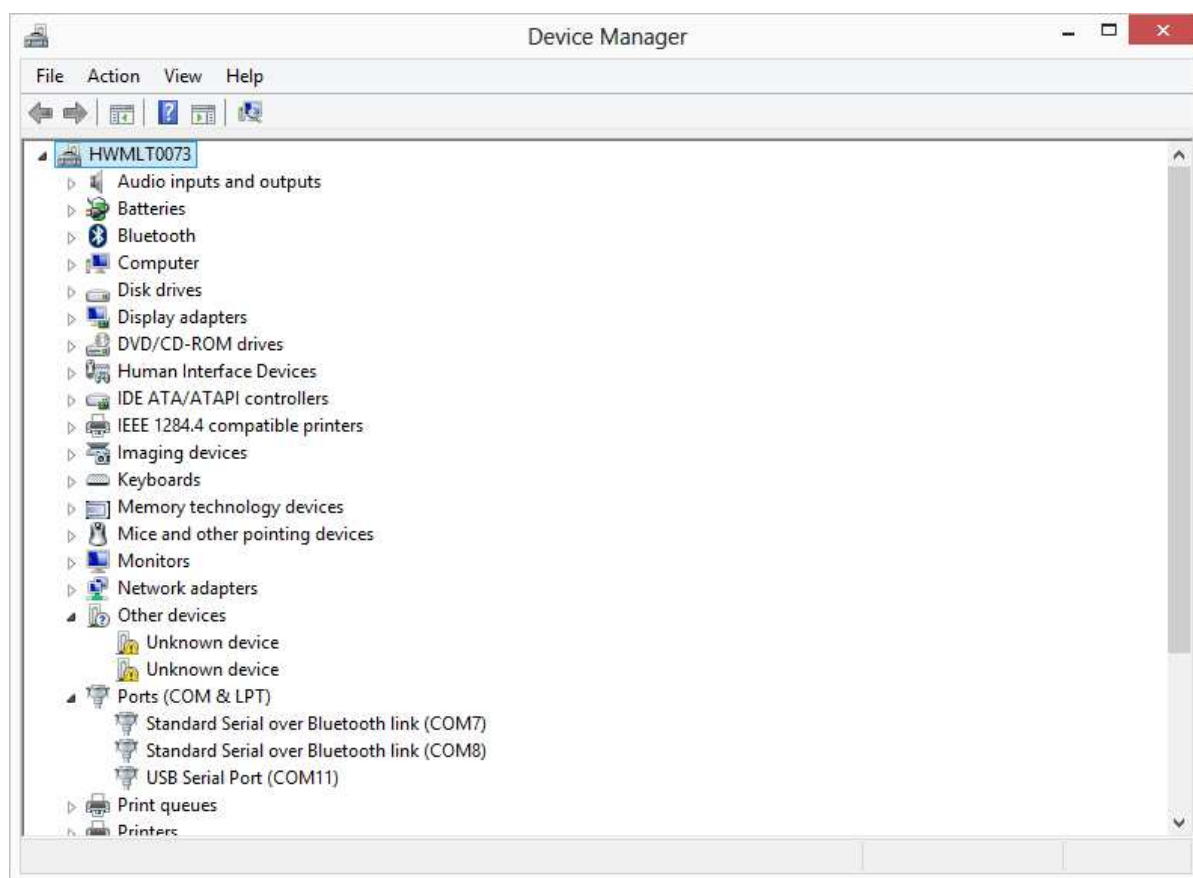 Device Manager
File Action View Help
HWMLT0073
Audio inputs and outputs
Batteries
Bluetooth
Computer
Disk drives
Display adapters
DVD/CD-ROM drives
Human Interface Devices
IDE ATA/ATAPI controllers
IEEE 1284.4 compatible printers
Imaging devices
Keyboards
Memory technology devices
Mice and other pointing devices
Monitors
Network adapters
Other devices
Unknown device
Unknown device
Ports (COM & LPT)
Standard Serial over Bluetooth link (COM7)
Standard Serial over Bluetooth link (COM8)
USB Serial Port (COM11)
Print queues
Printers